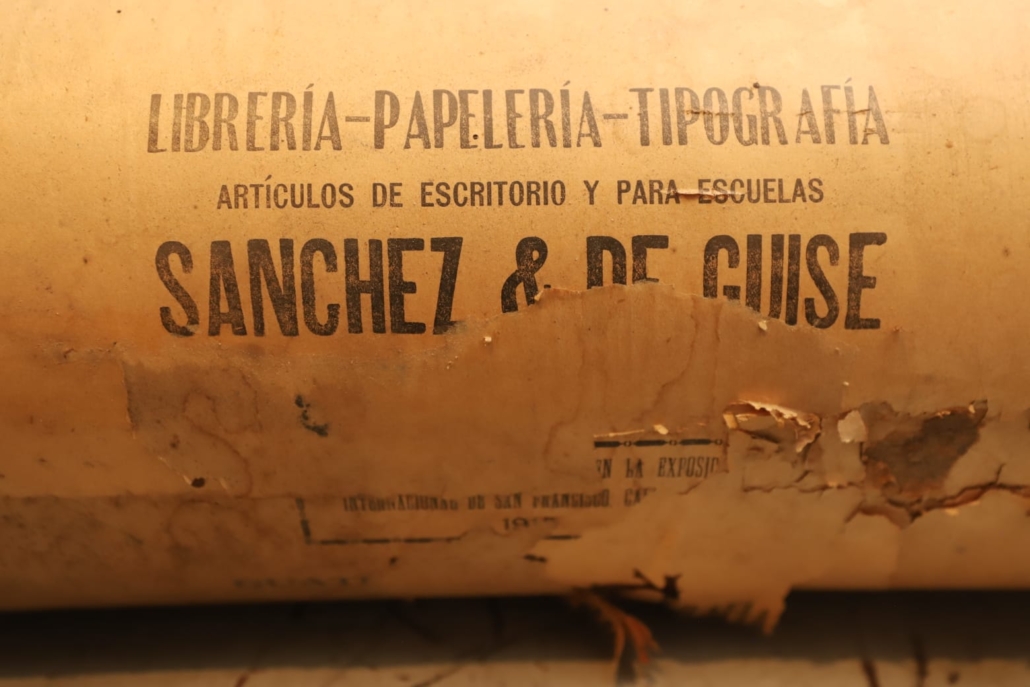 LIBRERÍA-PAPELERÍA-TIPOGRAFÍA
ARTÍCULOS DE ESCRITORIO Y PARA ESCUELAS
SANCHEZ & DE GUISE
EN LA EXPOSIC
INTERNACIONAL DE SAN FRANCISCO